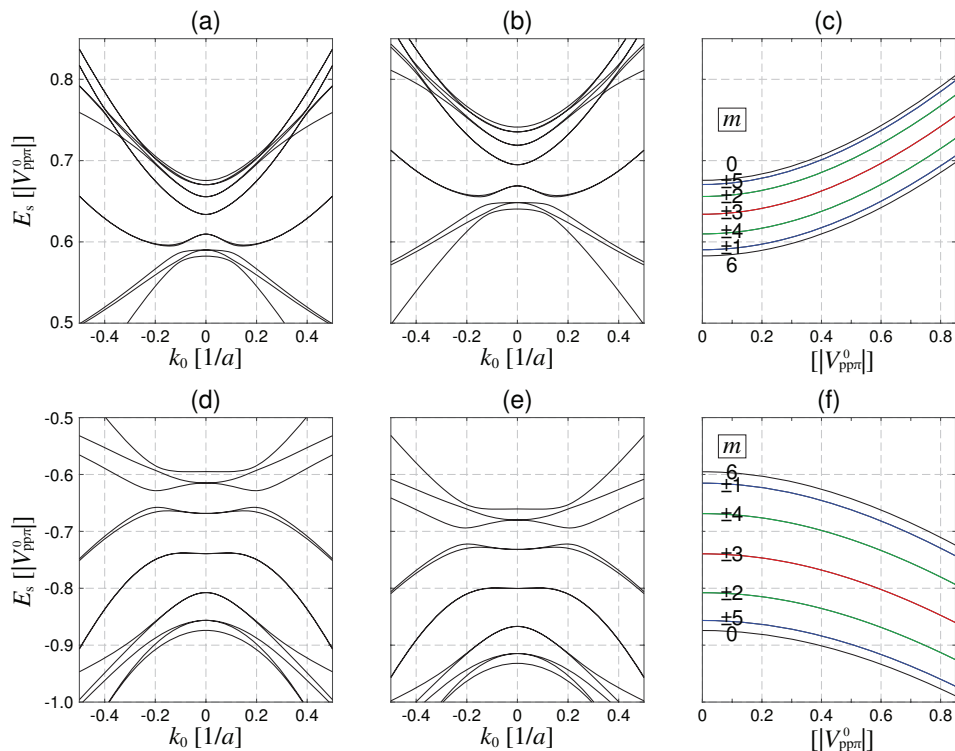 (a)
(b)
(c)
0.8
0.7
0.6
0.5
E_s [|V^0_ppπ|]
-0.4 -0.2 0 0.2 0.4
k_0 [1/a]
-0.4 -0.2 0 0.2 0.4
k_0 [1/a]
m
0
±5
±2
±3
±4
±1
6
0 0.2 0.4 0.6 0.8
[|V^0_ppπ|]
(d)
(e)
(f)
-0.5
-0.6
-0.7
-0.8
-0.9
-1.0
E_s [|V^0_ppπ|]
-0.4 -0.2 0 0.2 0.4
k_0 [1/a]
-0.4 -0.2 0 0.2 0.4
k_0 [1/a]
m
6
±1
±4
±3
±2
±5
0
0 0.2 0.4 0.6 0.8
[|V^0_ppπ|]